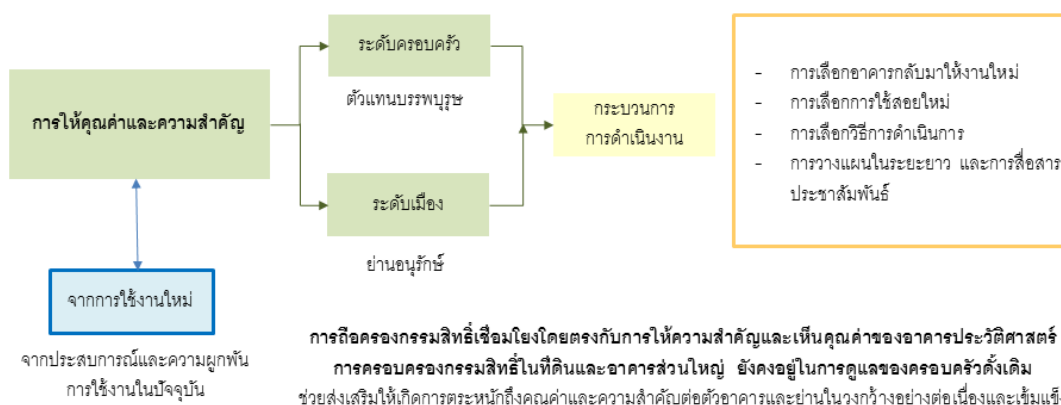 ระดับครอบครัว
ตัวแทนบรรพบุรุษ
การให้คุณค่าและความสำคัญ
ระดับเมือง
ย่านอนุรักษ์
กระบวนการ
การดำเนินงาน
- การเลือกอาคารกลับมาให้งานใหม่
- การเลือกการใช้สอยใหม่
- การเลือกวิธีการดำเนินการ
- การวางแผนในระยะยาว และการสื่อสาร
ประชาสัมพันธ์
จากการใช้งานใหม่
จากประสบการณ์และความผูกพัน
การใช้งานในปัจจุบัน
การถือครองกรรมสิทธิ์เชื่อมโยงโดยตรงกับการให้ความสำคัญและเห็นคุณค่าของอาคารประวัติศาสตร์
การครอบครองกรรมสิทธิ์ในที่ดินและอาคารส่วนใหญ่ ยังคงอยู่ในการดูแลของครอบครัวดั้งเดิม
ช่วยส่งเสริมให้เกิดการตระหนักถึงคุณค่าและความสำคัญต่อตัวอาคารและย่านในวงกว้างอย่างต่อเนื่องและเข้มแข็ง